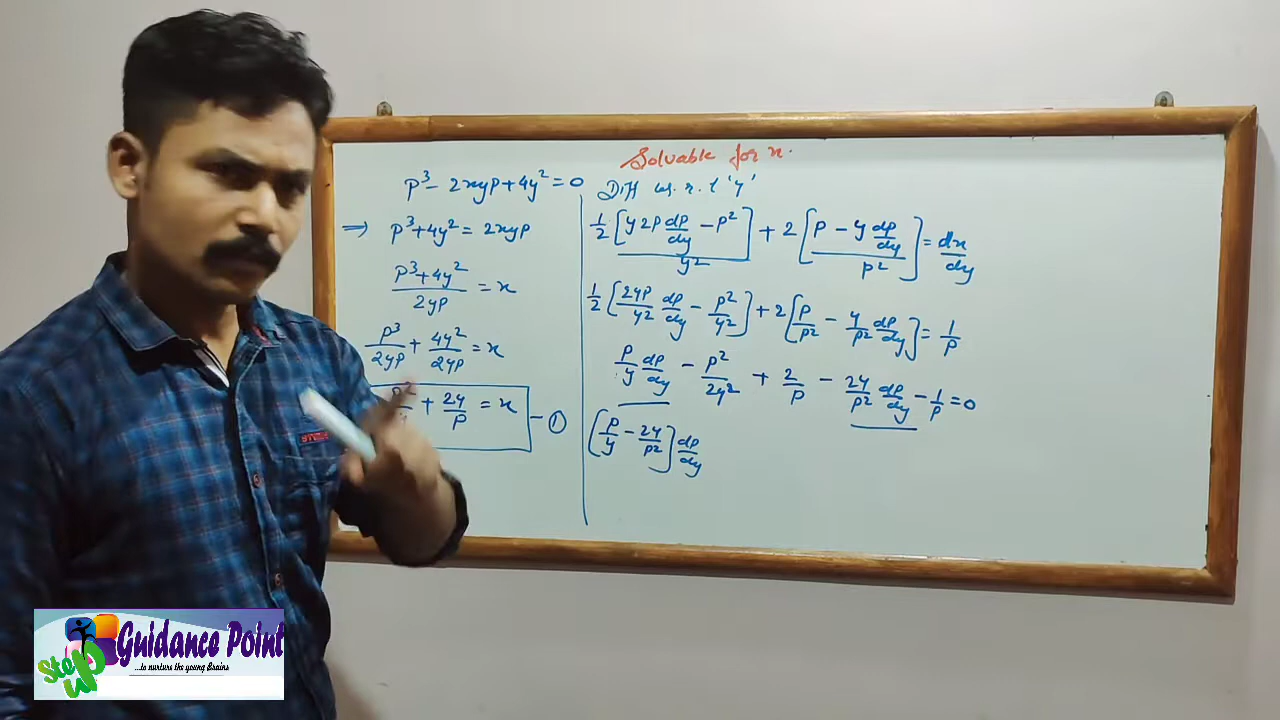 Solvable for x.
p³ - 2xyp + 4y² = 0
⇒ p³ + 4y² = 2xyp
(p³ + 4y²)/2yp = x
p³/2yp + 4y²/2yp = x
+ 2y/p = x - ①
Diff w.r.t 'y'
1/2 [(y 2p dp/dy - p²)/y²] + 2 [(p - y dp/dy)/p²] = dx/dy
1/2 [2yp/y² dp/dy - p²/y²] + 2 [p/p² - y/p² dp/dy] = 1/p
p/y dp/dy - p²/2y² + 2/p - 2y/p² dp/dy - 1/p = 0
[p/y - 2y/p²] dp/dy
Step up
Guidance Point
...to nurture the young Brains